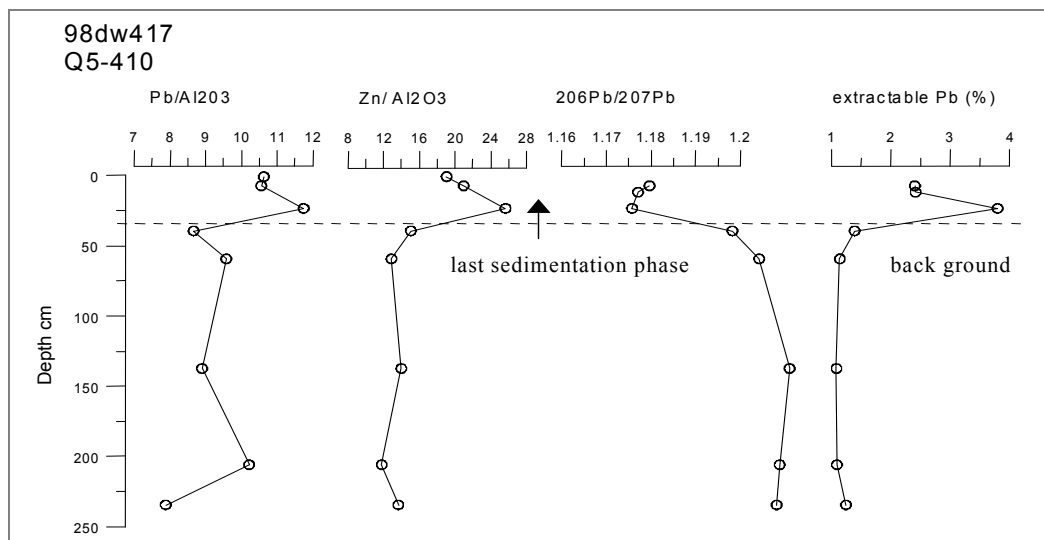 98dw417
Q5-410
Pb/Al203 Zn/ Al2O3 206Pb/207Pb extractable Pb (%)
7 8 9 10 11 12 8 12 16 20 24 28 1.16 1.17 1.18 1.19 1.2 1 2 3 4
0
50
last sedimentation phase back ground
100
Depth cm
150
200
250